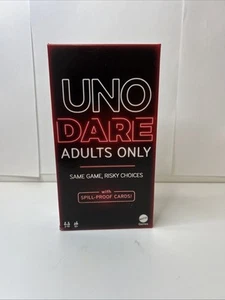 UNO
DARE
ADULTS ONLY
SAME GAME, RISKY CHOICES
with
SPILL-PROOF CARDS!